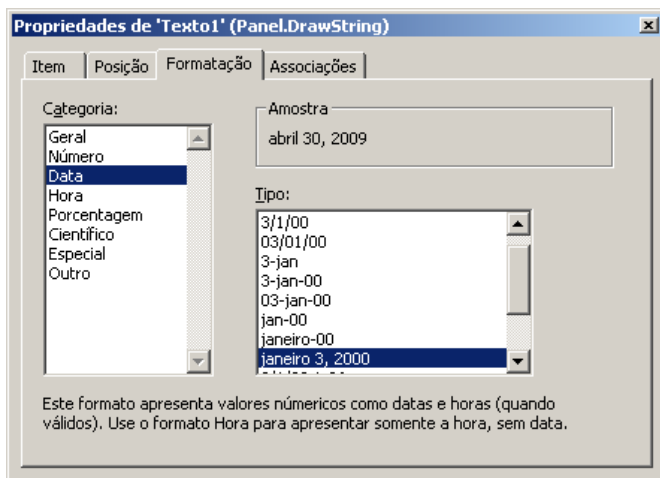 Propriedades de 'Texto1' (Panel.DrawString)
Item
Posição
Formatação
Associações
Categoria:
Geral
Número
Data
Hora
Porcentagem
Científico
Especial
Outro
Amostra
abril 30, 2009
Tipo:
3/1/00
03/01/00
3-jan
3-jan-00
03-jan-00
jan-00
janeiro-00
janeiro 3, 2000
Este formato apresenta valores númericos como datas e horas (quando
válidos). Use o formato Hora para apresentar somente a hora, sem data.